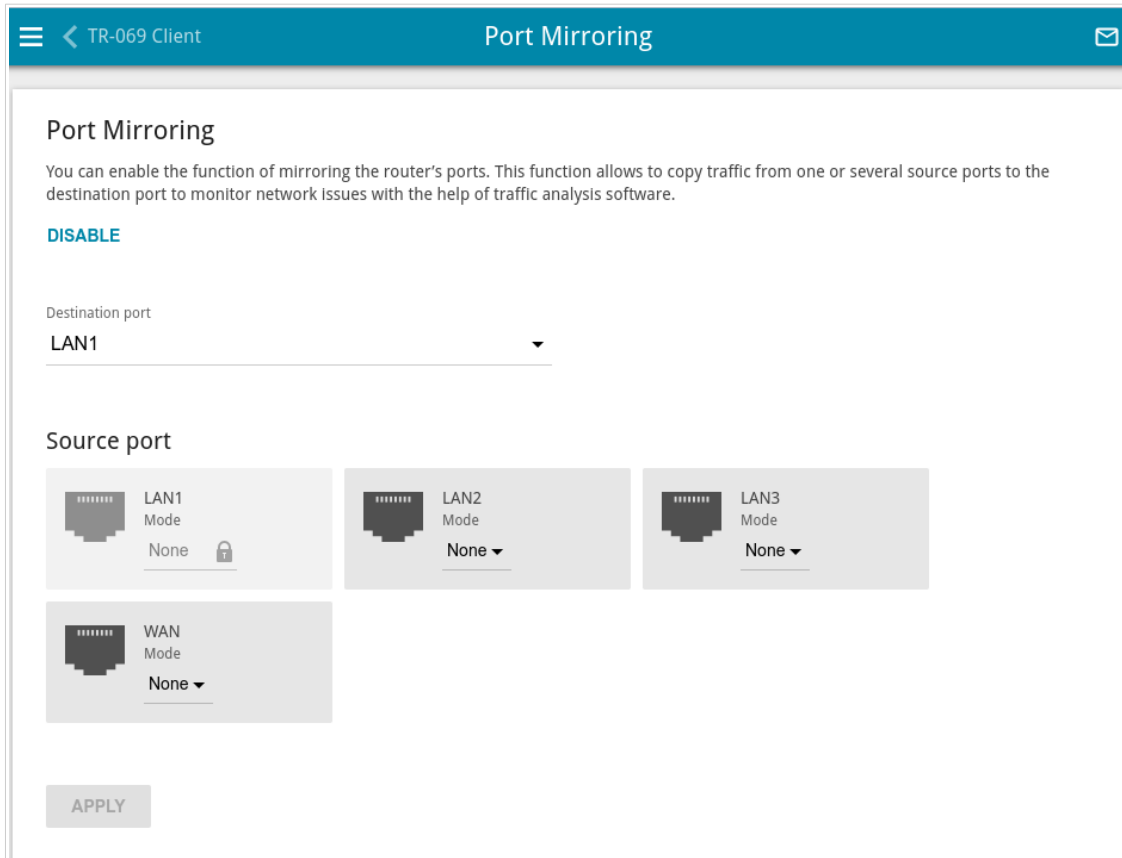 TR-069 Client
Port Mirroring
Port Mirroring
You can enable the function of mirroring the router's ports. This function allows to copy traffic from one or several source ports to the
destination port to monitor network issues with the help of traffic analysis software.
DISABLE
Destination port
LAN1
Source port
LAN1
Mode
None
LAN2
Mode
None
LAN3
Mode
None
WAN
Mode
None
APPLY